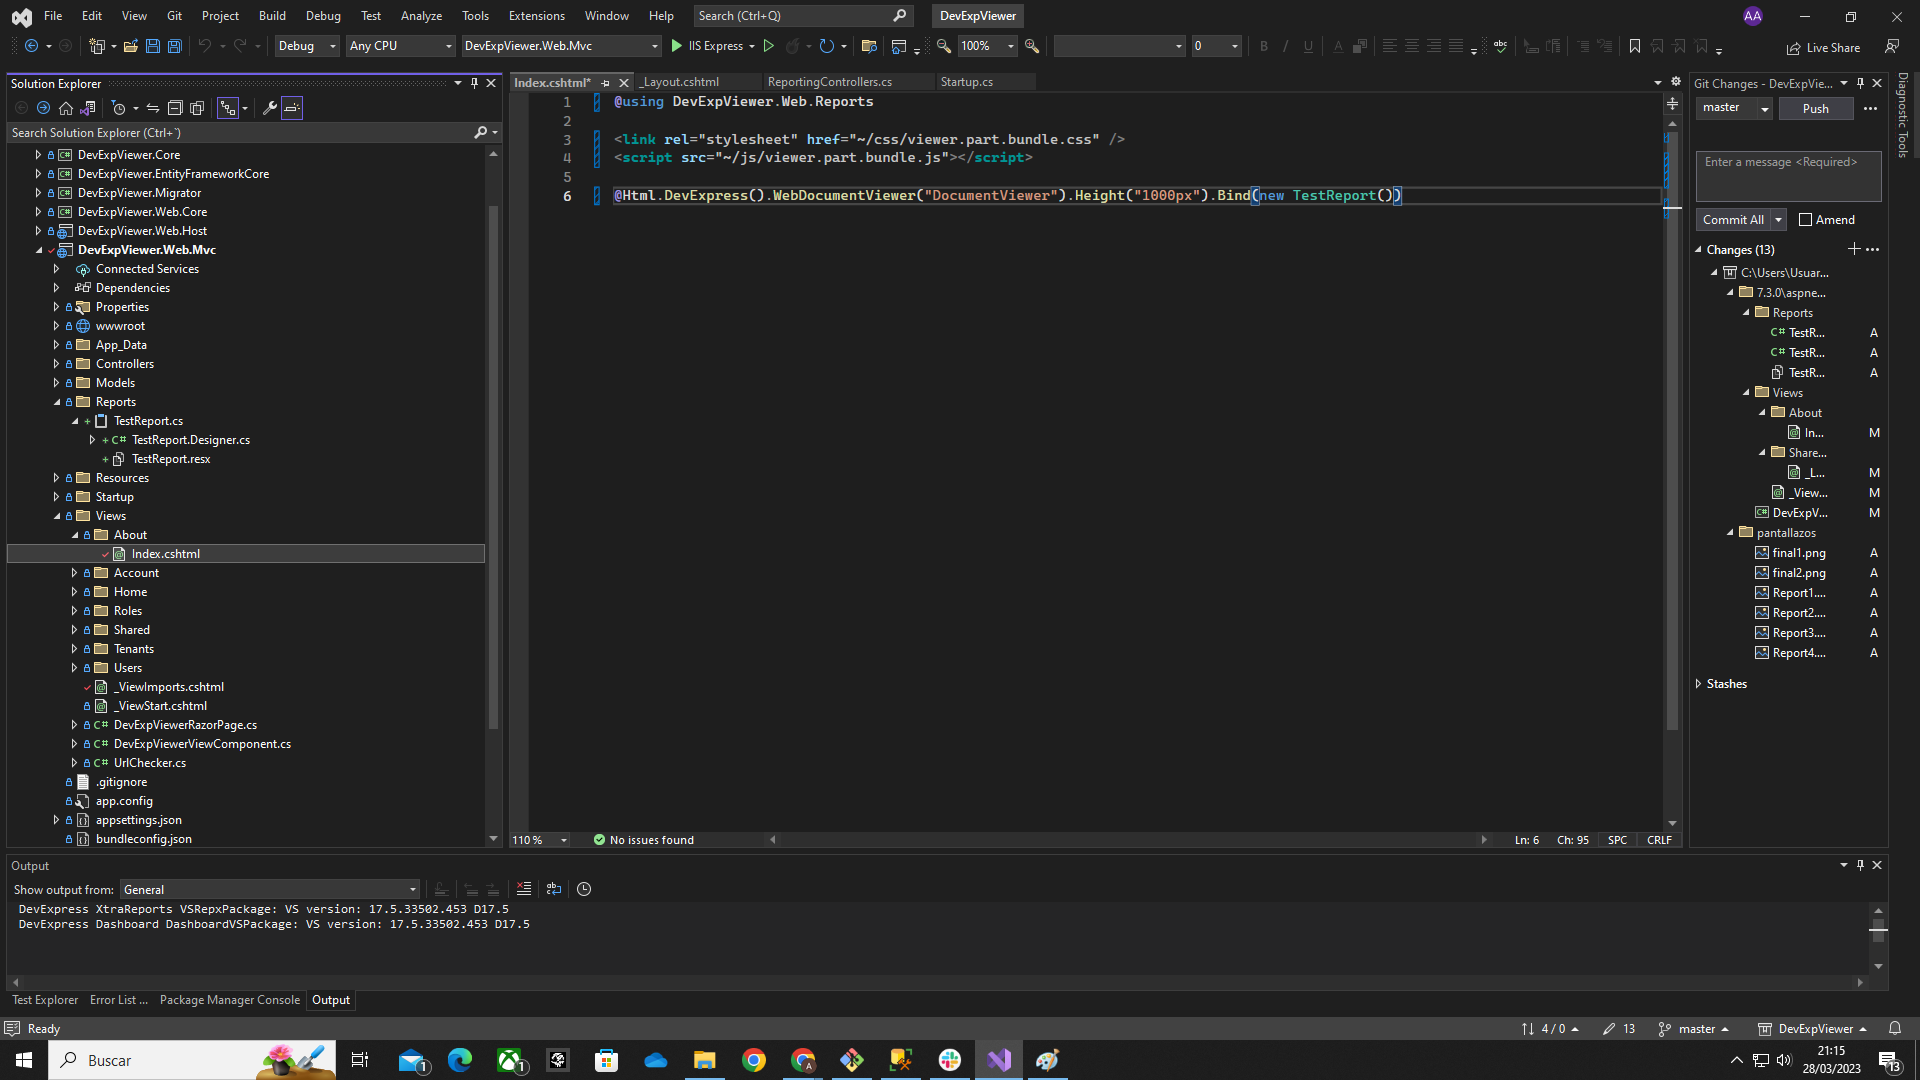 File Edit View Git Project Build Debug Test Analyze Tools Extensions Window Help Search (Ctrl+Q) DevExpViewer AA
Debug Any CPU DevExpViewer.Web.Mvc IIS Express 100% 0 Live Share
Solution Explorer
Search Solution Explorer (Ctrl+`)
DevExpViewer.Core
DevExpViewer.EntityFrameworkCore
DevExpViewer.Migrator
DevExpViewer.Web.Core
DevExpViewer.Web.Host
DevExpViewer.Web.Mvc
Connected Services
Dependencies
Properties
wwwroot
App_Data
Controllers
Models
Reports
TestReport.cs
TestReport.Designer.cs
TestReport.resx
Resources
Startup
Views
About
Index.cshtml
Account
Home
Roles
Shared
Tenants
Users
_ViewImports.cshtml
_ViewStart.cshtml
DevExpViewerRazorPage.cs
DevExpViewerViewComponent.cs
UrlChecker.cs
.gitignore
app.config
appsettings.json
bundleconfig.json
Index.cshtml* _Layout.cshtml ReportingControllers.cs Startup.cs
1 @using DevExpViewer.Web.Reports
2
3 <link rel="stylesheet" href="~/css/viewer.part.bundle.css" />
4 <script src="~/js/viewer.part.bundle.js"></script>
5
6 @Html.DevExpress().WebDocumentViewer("DocumentViewer").Height("1000px").Bind(new TestReport())
110 % No issues found Ln: 6 Ch: 95 SPC CRLF
Git Changes - DevExpVie...
master Push
Enter a message <Required>
Commit All Amend
Changes (13)
C:\Users\Usuar...
7.3.0\aspne...
Reports
TestR... A
TestR... A
TestR... A
Views
About
In... M
Share...
_L... M
_View... M
DevExpV... M
pantallazos
final1.png A
final2.png A
Report1.... A
Report2.... A
Report3.... A
Report4.... A
Stashes
Diagnostic Tools
Output
Show output from: General
DevExpress XtraReports VSRepxPackage: VS version: 17.5.33502.453 D17.5
DevExpress Dashboard DashboardVSPackage: VS version: 17.5.33502.453 D17.5
Test Explorer Error List ... Package Manager Console Output
Ready 4 / 0 13 master DevExpViewer
Buscar 1 1 21:15
28/03/2023 13